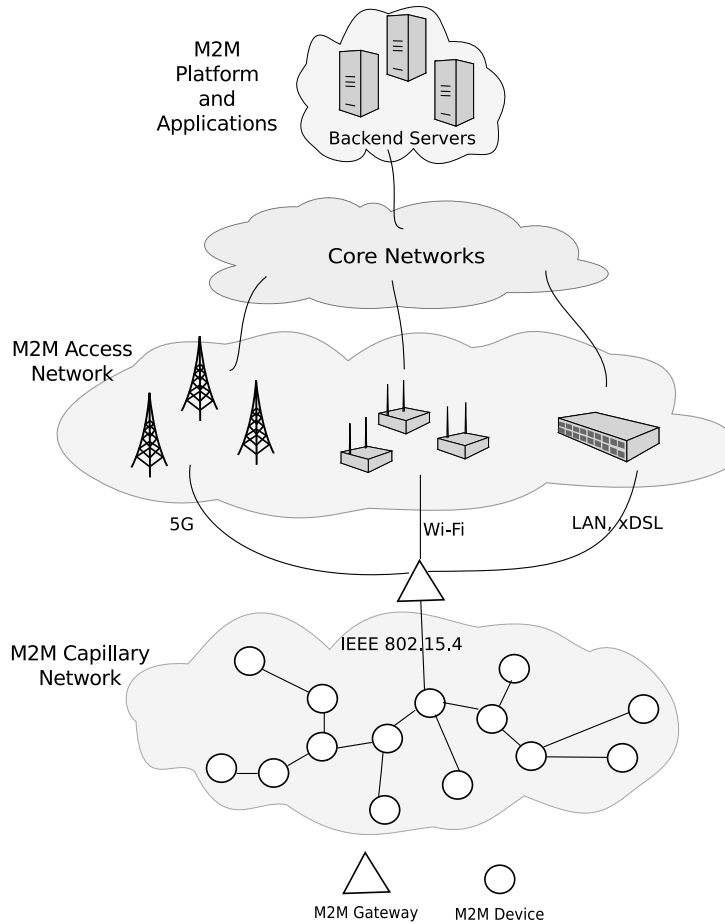 M2M
Platform
and
Applications
Backend Servers
Core Networks
M2M Access
Network
5G
Wi-Fi
LAN, xDSL
M2M Capillary
Network
IEEE 802.15.4
M2M Gateway
M2M Device